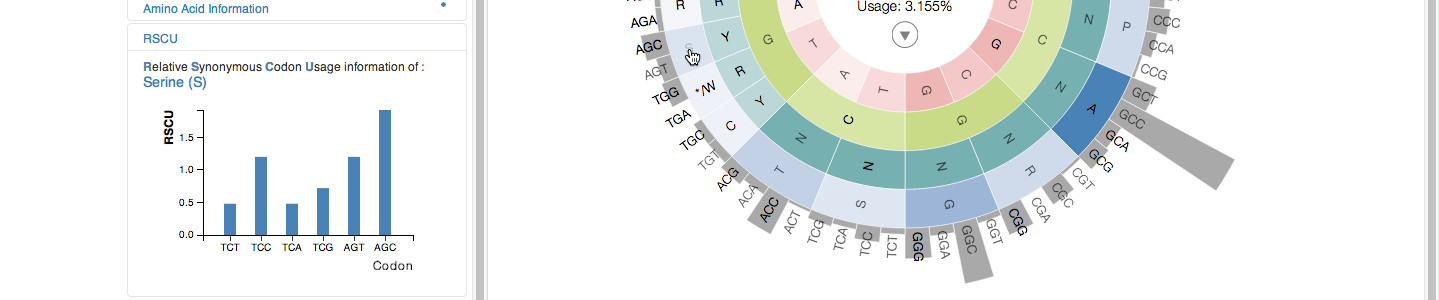 Amino Acid Information
RSCU
Relative Synonymous Codon Usage information of :
Serine (S)
RSCU
1.5
1.0
0.5
0.0
TCT TCC TCA TCG AGT AGC
Codon
Usage: 3.155%
AGA
AGC
AGT
TGG
TGA
TGC
TGT
ACG
ACA
ACC
ACT
TCG
TCA
TCC
TCT
GGG
GGA
GGC
GGT
CGG
CGA
CGC
CGT
GCG
GCA
GCC
GCT
CCG
CCA
CCC
R
*/W
C
T
S
G
R
A
P
R
Y
R
Y
N
N
N
N
N
N
G
C
G
C
A
T
A
T
G
C
G
C